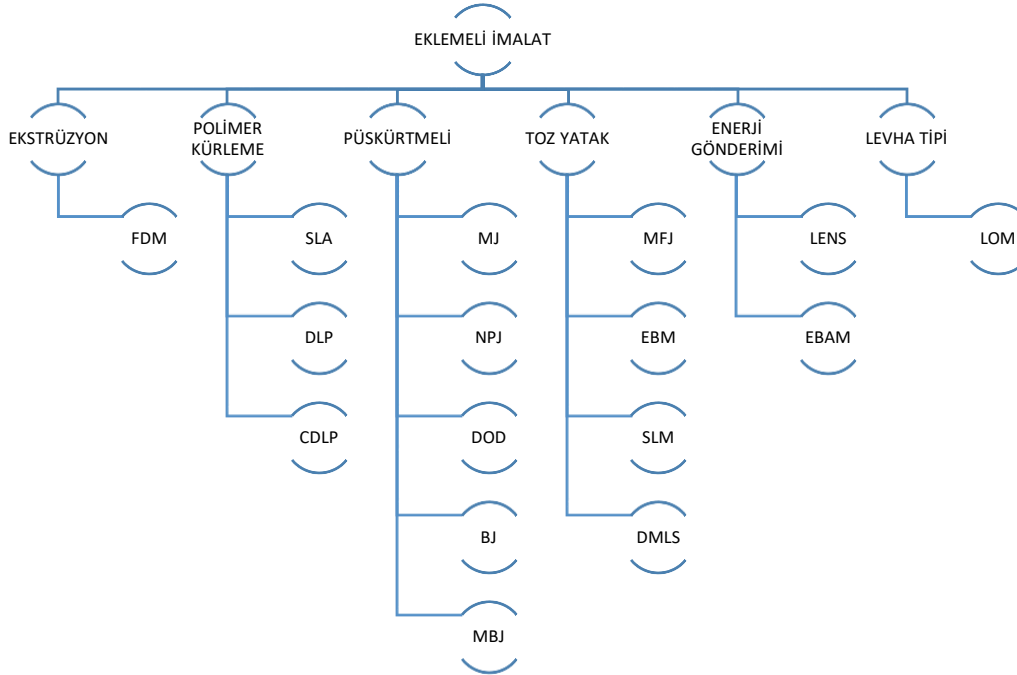 EKLEMELİ İMALAT
EKSTRÜZYON
POLİMER
KÜRLEME
PÜSKÜRTMELİ
TOZ YATAK
ENERJİ
GÖNDERİMİ
LEVHA TİPİ
FDM
SLA
MJ
MFJ
LENS
LOM
DLP
NPJ
EBM
EBAM
CDLP
DOD
SLM
BJ
DMLS
MBJ